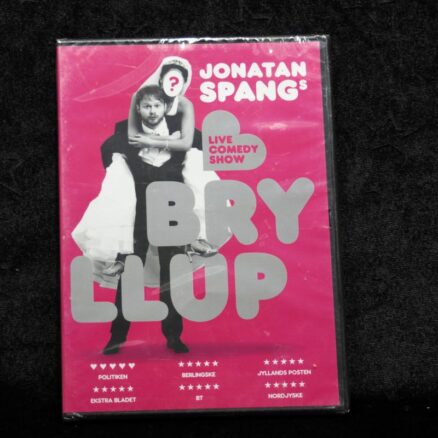 JONATAN
SPANGS
?
LIVE
COMEDY
SHOW
BRY
LLUP
♥♥♥♥♥
POLITIKEN
★★★★★
BERLINGSKE
★★★★★
JYLLANDS POSTEN
★★★★★
EKSTRA BLADET
★★★★★
BT
★★★★★
NORDJYSKE